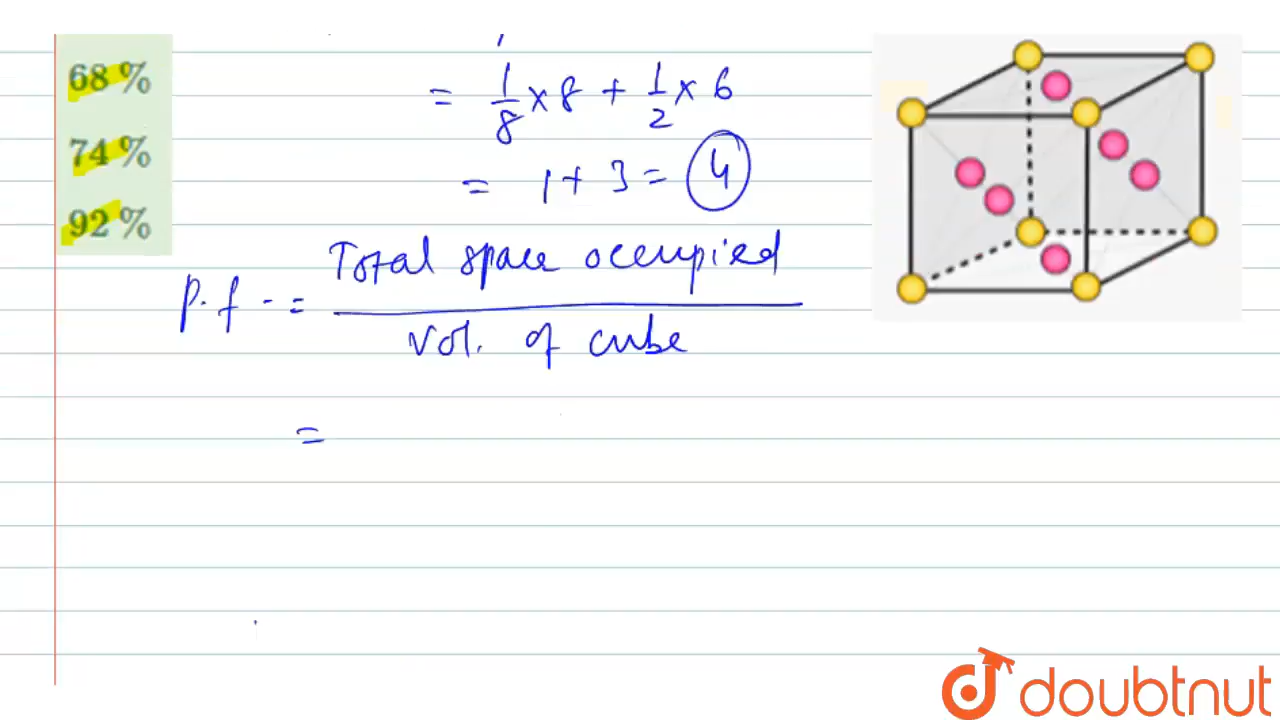 68 %
74 %
92 %
= 1/8 × 8 + 1/2 × 6
= 1 + 3 = 4
P.f. = Total space occupied / Vol. of cube
=
doubtnut